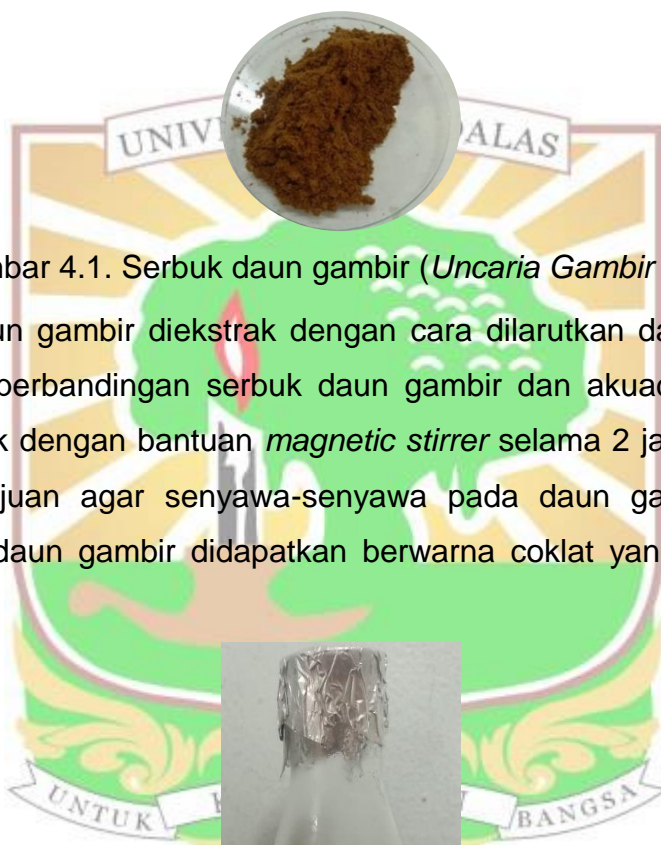 ALAS
mbar 4.1. Serbuk daun gambir (Uncaria Gambir
un gambir diekstrak dengan cara dilarutkan da
perbandingan serbuk daun gambir dan akuad
k dengan bantuan magnetic stirrer selama 2 ja
juan agar senyawa-senyawa pada daun ga
daun gambir didapatkan berwarna coklat yan
UNTUK BANGSA